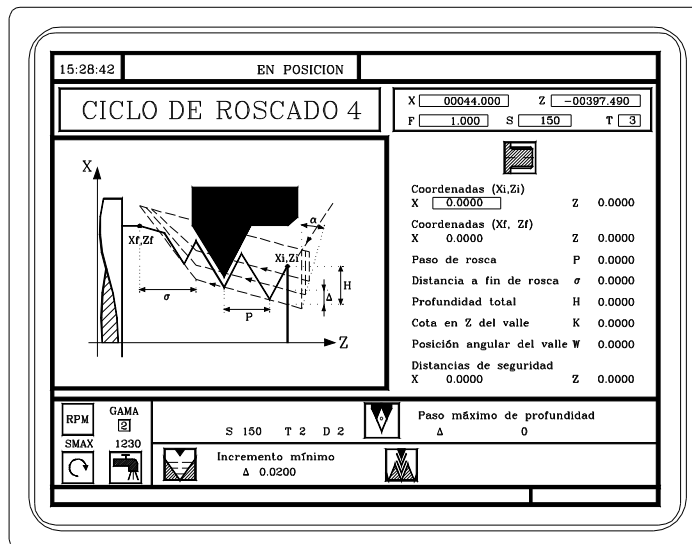 15:28:42 EN POSICION
CICLO DE ROSCADO 4
X 00044.000 Z -00397.490
F 1.000 S 150 T 3
X
Xf,Zf
α
Xi,Zi
H
Δ
σ
P
Z
Coordenadas (Xi,Zi)
X 0.0000 Z 0.0000
Coordenadas (Xf, Zf)
X 0.0000 Z 0.0000
Paso de rosca P 0.0000
Distancia a fin de rosca σ 0.0000
Profundidad total H 0.0000
Cota en Z del valle K 0.0000
Posición angular del valle W 0.0000
Distancias de seguridad
X 0.0000 Z 0.0000
RPM GAMA
2
SMAX 1230
S 150 T 2 D 2
Paso máximo de profundidad
Δ 0
Incremento mínimo
Δ 0.0200